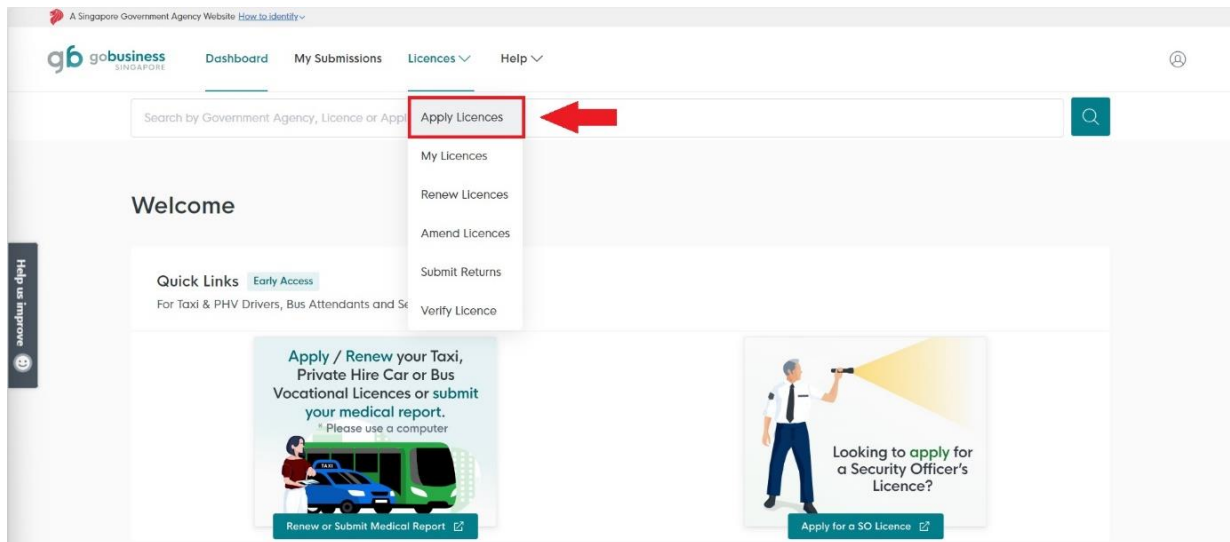 A Singapore Government Agency Website How to identify
gb gobusiness
SINGAPORE
Dashboard My Submissions Licences Help
Search by Government Agency, Licence or Appl
Apply Licences
My Licences
Renew Licences
Amend Licences
Submit Returns
Verify Licence
Welcome
Quick Links Early Access
For Taxi & PHV Drivers, Bus Attendants and Se
Help us improve
Apply / Renew your Taxi,
Private Hire Car or Bus
Vocational Licences or submit
your medical report.
* Please use a computer
TAXI
Renew or Submit Medical Report
Looking to apply for
a Security Officer's
Licence?
Apply for a SO Licence